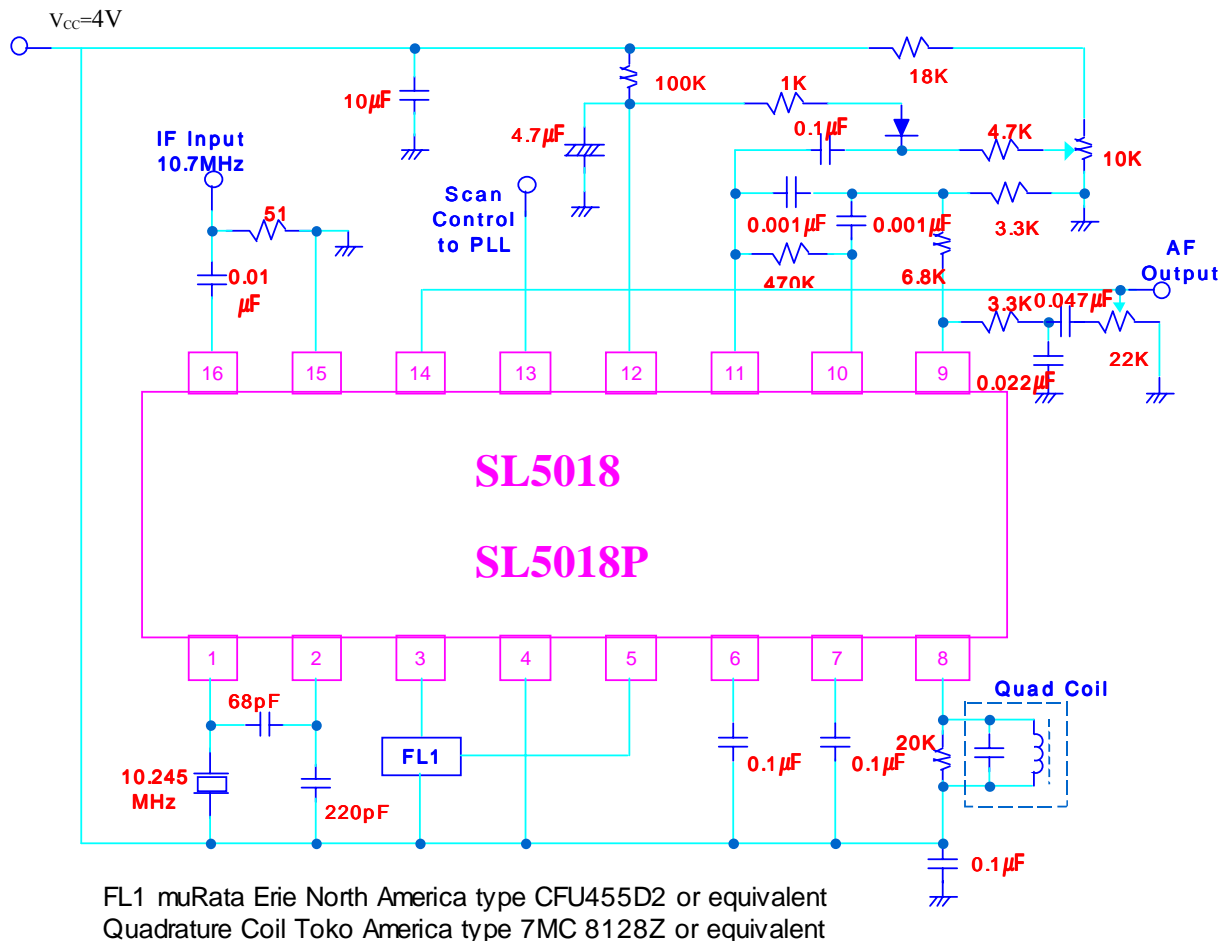 VCC=4V
18K
100K
1K
10µF
4.7µF
0.1µF
4.7K
10K
IF Input
10.7MHz
Scan
Control
to PLL
51
0.001µF
0.001µF
3.3K
0.01
µF
470K
6.8K
AF
Output
3.3K
0.047µF
22K
0.022µF
16
15
14
13
12
11
10
9
SL5018
SL5018P
1
2
3
4
5
6
7
8
68pF
Quad Coil
FL1
20K
10.245
MHz
220pF
0.1µF
0.1µF
0.1µF
FL1 muRata Erie North America type CFU455D2 or equivalent
Quadrature Coil Toko America type 7MC 8128Z or equivalent